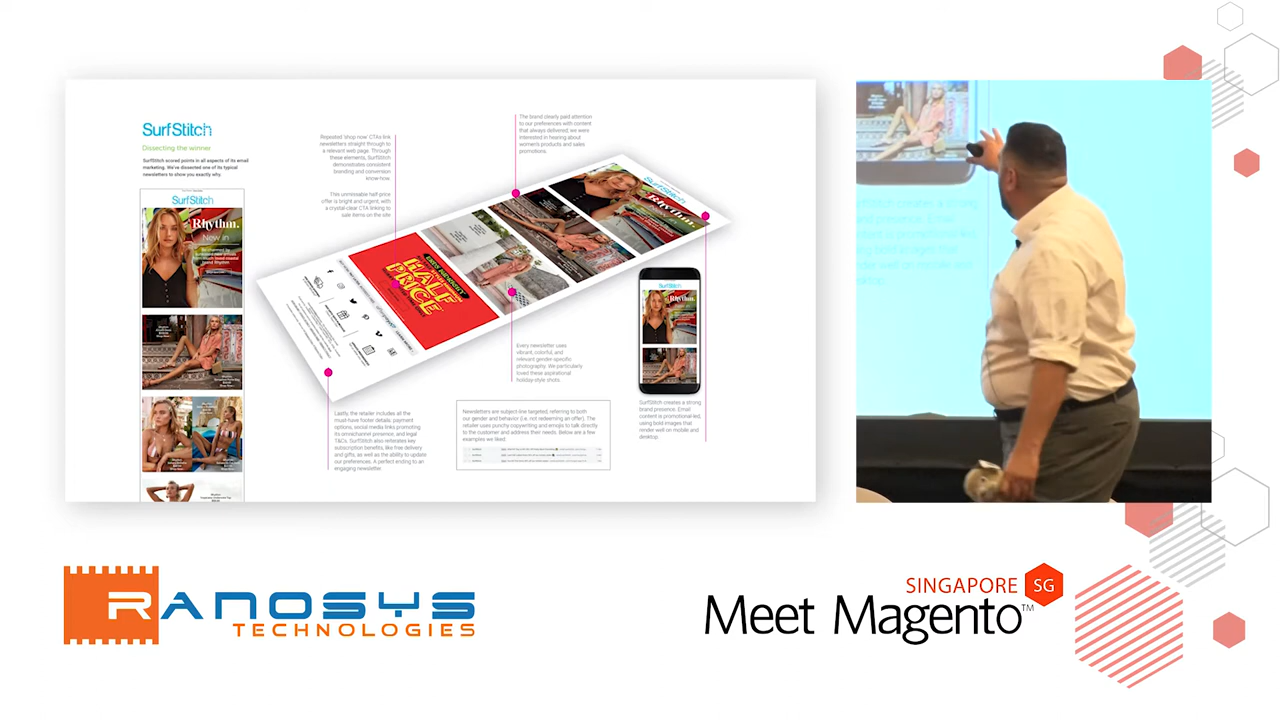 SurfStitch
Dissecting the winner
SurfStitch scored points in all aspects of its email
marketing. We've dissected one of its typical
newsletters to show you exactly why.
SurfStitch
Rhythm.
New in
Repeated 'shop now' CTAs link
newsletters straight through to
a relevant web page. Through
these elements, SurfStitch
demonstrates consistent
branding and conversion
know-how.
This unmissable half price
offer is bright and urgent, with
a crystal-clear CTA linking to
sale items on the site
The brand clearly paid attention
to our preferences with content
that always delivered; we were
interested in hearing about
women's products and sales
promotions.
SurfStitch
Rhythm.
HALF
PRICE
Rhythm.
Every newsletter uses
vibrant, colorful, and
relevant gender-specific
photography. We particularly
loved these aspirational
holiday-style shots.
SurfStitch creates a strong
brand presence. Email
content is promotional-led,
using bold images that
render well on mobile and
desktop.
Lastly the retailer includes all the
must-have footer details: payment
options, social media links promoting
its omnichannel presence, and legal
T&Cs. SurfStitch also reiterates key
subscription benefits, like free delivery
and gifts, as well as the ability to update
our preferences. A perfect ending to an
engaging newsletter.
Newsletters are subject-line targeted, referring to both
our gender and behavior (i.e. not redeeming an offer). The
retailer uses punchy copywriting and emojis to talk directly
to the customer and address their needs. Below are a few
examples we liked.
RANOSYS
TECHNOLOGIES
SINGAPORE SG
Meet Magento™